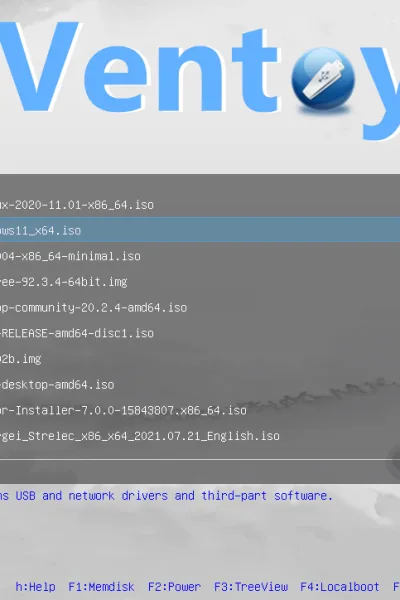 Ventoy
ux-2020-11.01-x86_64.iso
ows11_x64.iso
904-x86_64-minimal.iso
ree-92.3.4-64bit.img
op-community-20.2.4-amd64.iso
-RELEASE-amd64-disc1.iso
02b.img
-desktop-amd64.iso
or-Installer-7.0.0-15843807.x86_64.iso
rgei_Strelec_x86_x64_2021.07.21_English.iso
ns USB and network drivers and third-part software.
h:Help F1:Memdisk F2:Power F3:TreeView F4:Localboot F